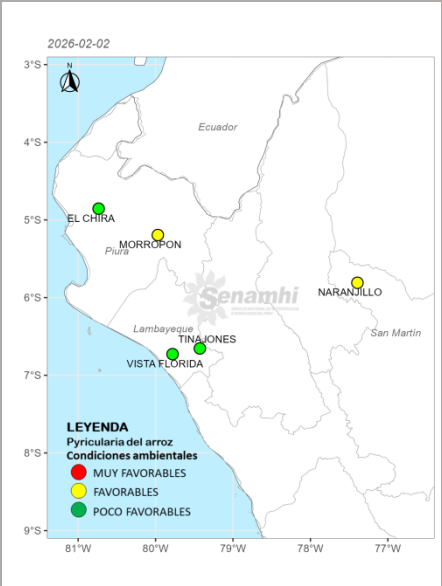 2026-02-02
3°S
N
Ecuador
4°S
5°S
EL CHIRA
MORROPON
Piura
6°S
NARANJILLO
Senamhi
Lambayeque
San Martín
TINAJONES
VISTA FLORIDA
7°S
LEYENDA
Pyricularia del arroz
Condiciones ambientales
8°S
MUY FAVORABLES
FAVORABLES
POCO FAVORABLES
9°S
81°W 80°W 79°W 78°W 77°W